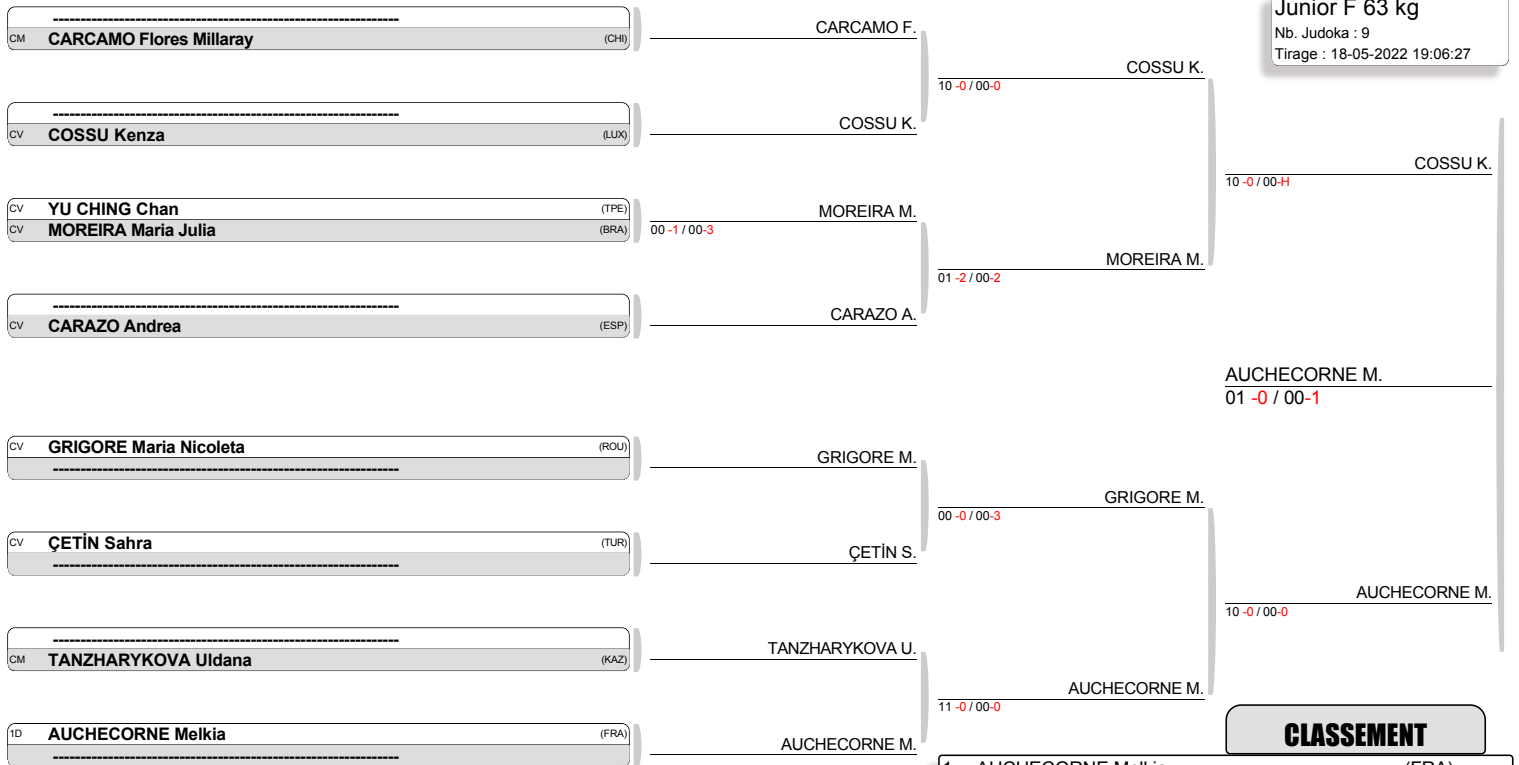 Junior F 63 kg
Nb. Judoka : 9
Tirage : 18-05-2022 19:06:27
----------------------------------------------------------------
CM CARCAMO Flores Millaray (CHI)
CARCAMO F.
COSSU K.
10 -0 / 00-0
----------------------------------------------------------------
CV COSSU Kenza (LUX)
COSSU K.
COSSU K.
10 -0 / 00-H
CV YU CHING Chan (TPE)
CV MOREIRA Maria Julia (BRA)
MOREIRA M.
00 -1 / 00-3
MOREIRA M.
01 -2 / 00-2
----------------------------------------------------------------
CV CARAZO Andrea (ESP)
CARAZO A.
AUCHECORNE M.
01 -0 / 00-1
CV GRIGORE Maria Nicoleta (ROU)
----------------------------------------------------------------
GRIGORE M.
GRIGORE M.
00 -0 / 00-3
CV ÇETİN Sahra (TUR)
----------------------------------------------------------------
ÇETİN S.
AUCHECORNE M.
10 -0 / 00-0
----------------------------------------------------------------
CM TANZHARYKOVA Uldana (KAZ)
TANZHARYKOVA U.
AUCHECORNE M.
11 -0 / 00-0
1D AUCHECORNE Melkia (FRA)
----------------------------------------------------------------
AUCHECORNE M.
CLASSEMENT
1 AUCHECORNE Melkia (FRA)